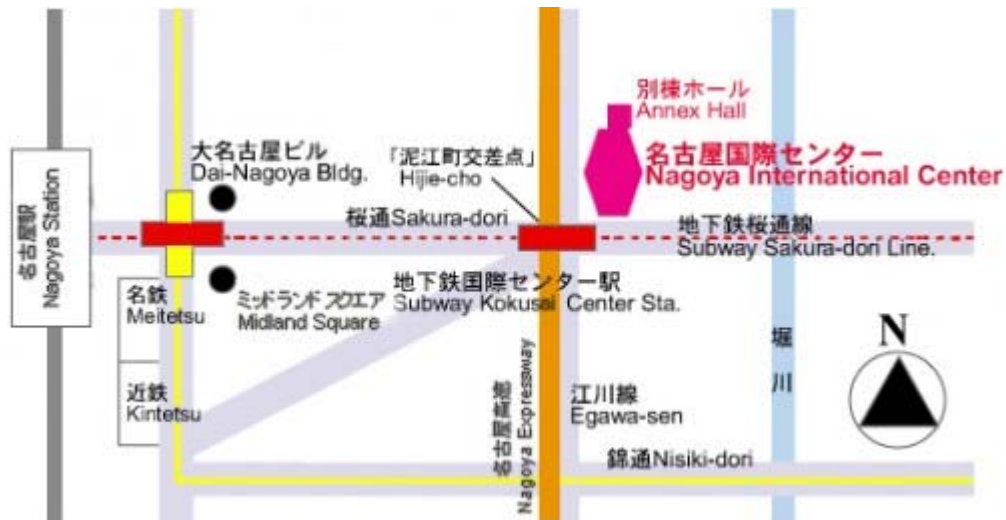 別棟ホール
Annex Hall
名古屋国際センター
Nagoya International Center
大名古屋ビル
Dai-Nagoya Bldg.
「泥江町交差点」
Hijie-cho
桜通Sakura-dori
地下鉄桜通線
Subway Sakura-dori Line.
名古屋駅
Nagoya Station
名鉄
Meitetsu
ミッドランド スクエア
Midland Square
地下鉄国際センター駅
Subway Kokusai Center Sta.
近鉄
Kintetsu
名古屋高速
Nagoya Expressway
江川線
Egawa-sen
堀川
N
錦通Nisiki-dori